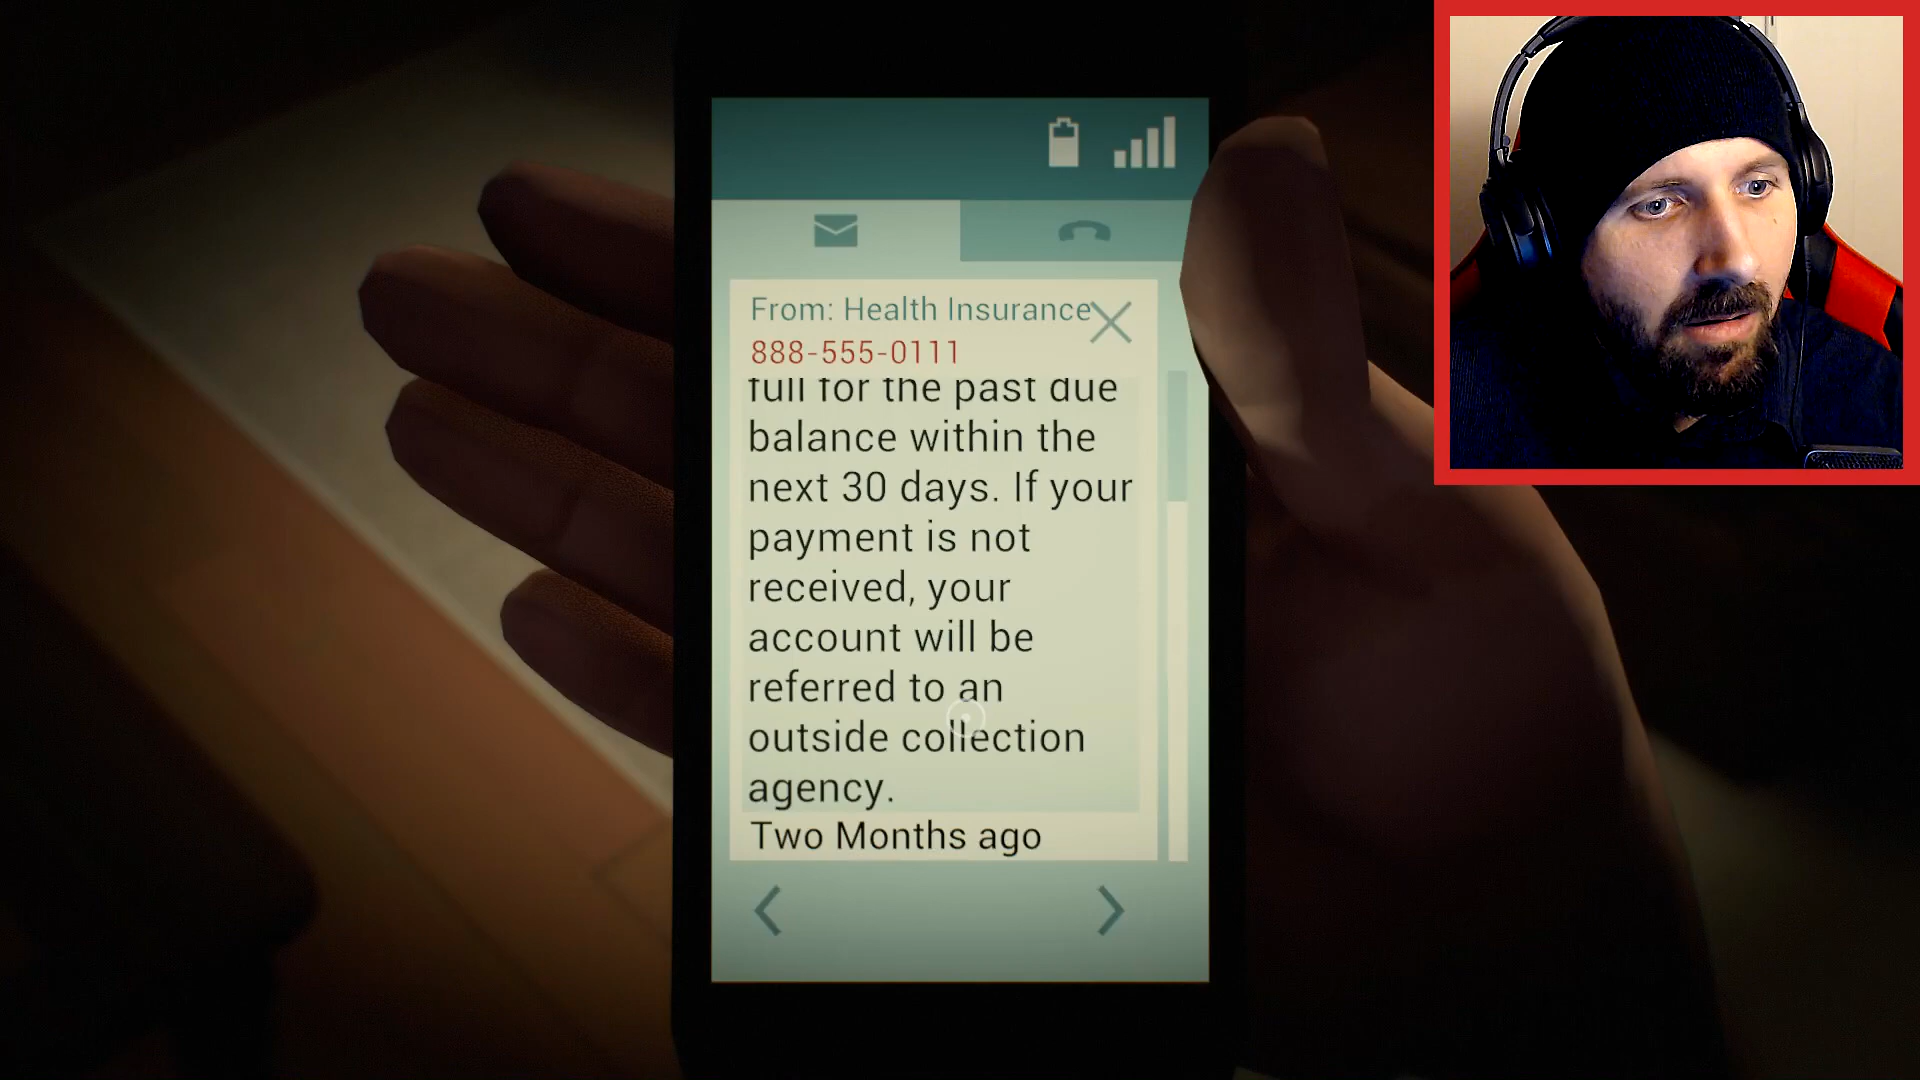 From: Health Insurance
888-555-0111
full for the past due
balance within the
next 30 days. If your
payment is not
received, your
account will be
referred to an
outside collection
agency.
Two Months ago